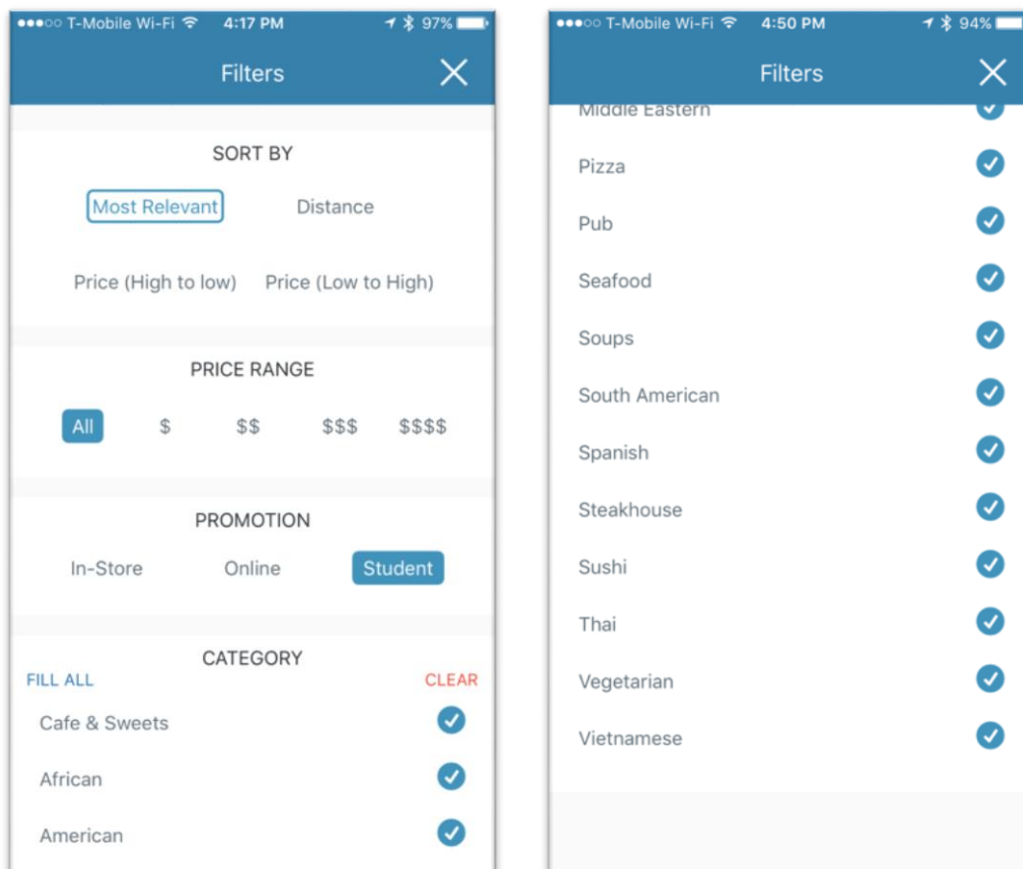 T-Mobile Wi-Fi 4:17 PM 97%
Filters
SORT BY
Most Relevant Distance
Price (High to low) Price (Low to High)
PRICE RANGE
All $ $$ $$$ $$$$
PROMOTION
In-Store Online Student
CATEGORY
FILL ALL CLEAR
Cafe & Sweets
African
American
T-Mobile Wi-Fi 4:50 PM 94%
Filters
Middle Eastern
Pizza
Pub
Seafood
Soups
South American
Spanish
Steakhouse
Sushi
Thai
Vegetarian
Vietnamese